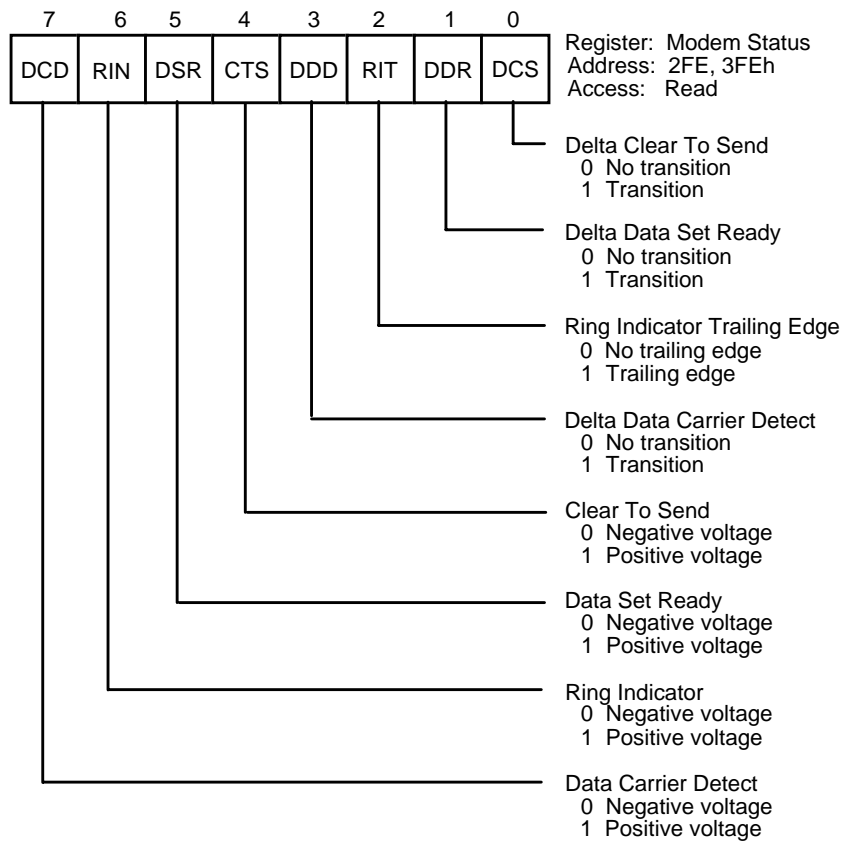 7 6 5 4 3 2 1 0
DCD RIN DSR CTS DDD RIT DDR DCS
Register: Modem Status
Address: 2FE, 3FEh
Access: Read
Delta Clear To Send
0 No transition
1 Transition
Delta Data Set Ready
0 No transition
1 Transition
Ring Indicator Trailing Edge
0 No trailing edge
1 Trailing edge
Delta Data Carrier Detect
0 No transition
1 Transition
Clear To Send
0 Negative voltage
1 Positive voltage
Data Set Ready
0 Negative voltage
1 Positive voltage
Ring Indicator
0 Negative voltage
1 Positive voltage
Data Carrier Detect
0 Negative voltage
1 Positive voltage